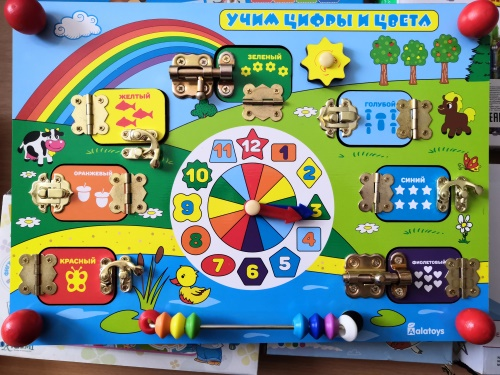 УЧИМ ЦИФРЫ И ЦВЕТА
ЗЕЛЕНЫЙ
ЖЕЛТЫЙ
ГОЛУБОЙ
ОРАНЖЕВЫЙ
СИНИЙ
КРАСНЫЙ
ФИОЛЕТОВЫЙ
12
1
2
3
4
5
6
7
8
9
10
11
alatoys